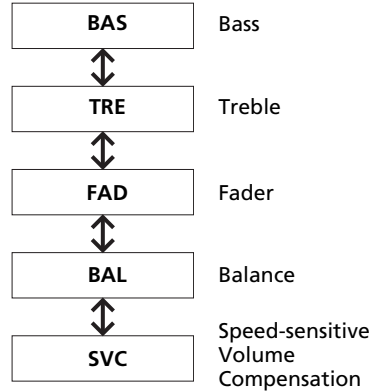 BAS Bass
TRE Treble
FAD Fader
BAL Balance
SVC Speed-sensitive
Volume
Compensation